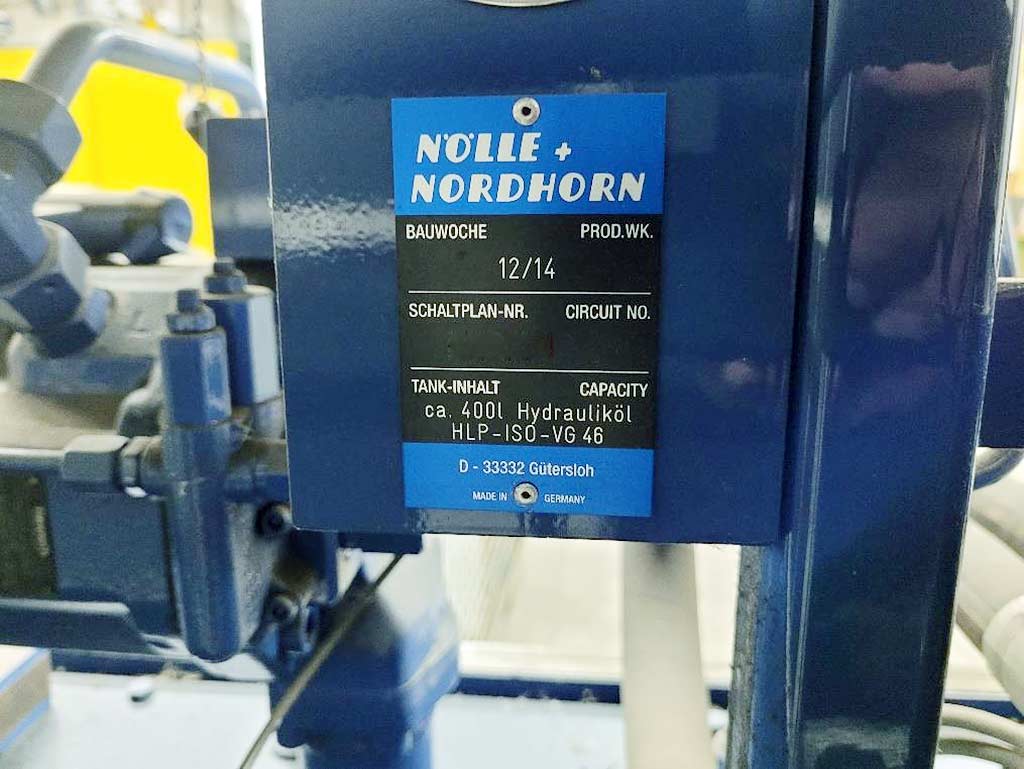 NÖLLE +
NORDHORN
BAUWOCHE PROD.WK.
12/14
SCHALTPLAN-NR. CIRCUIT NO.
TANK-INHALT CAPACITY
ca. 400l Hydrauliköl
HLP-ISO-VG 46
D - 33332 Gütersloh
MADE IN GERMANY